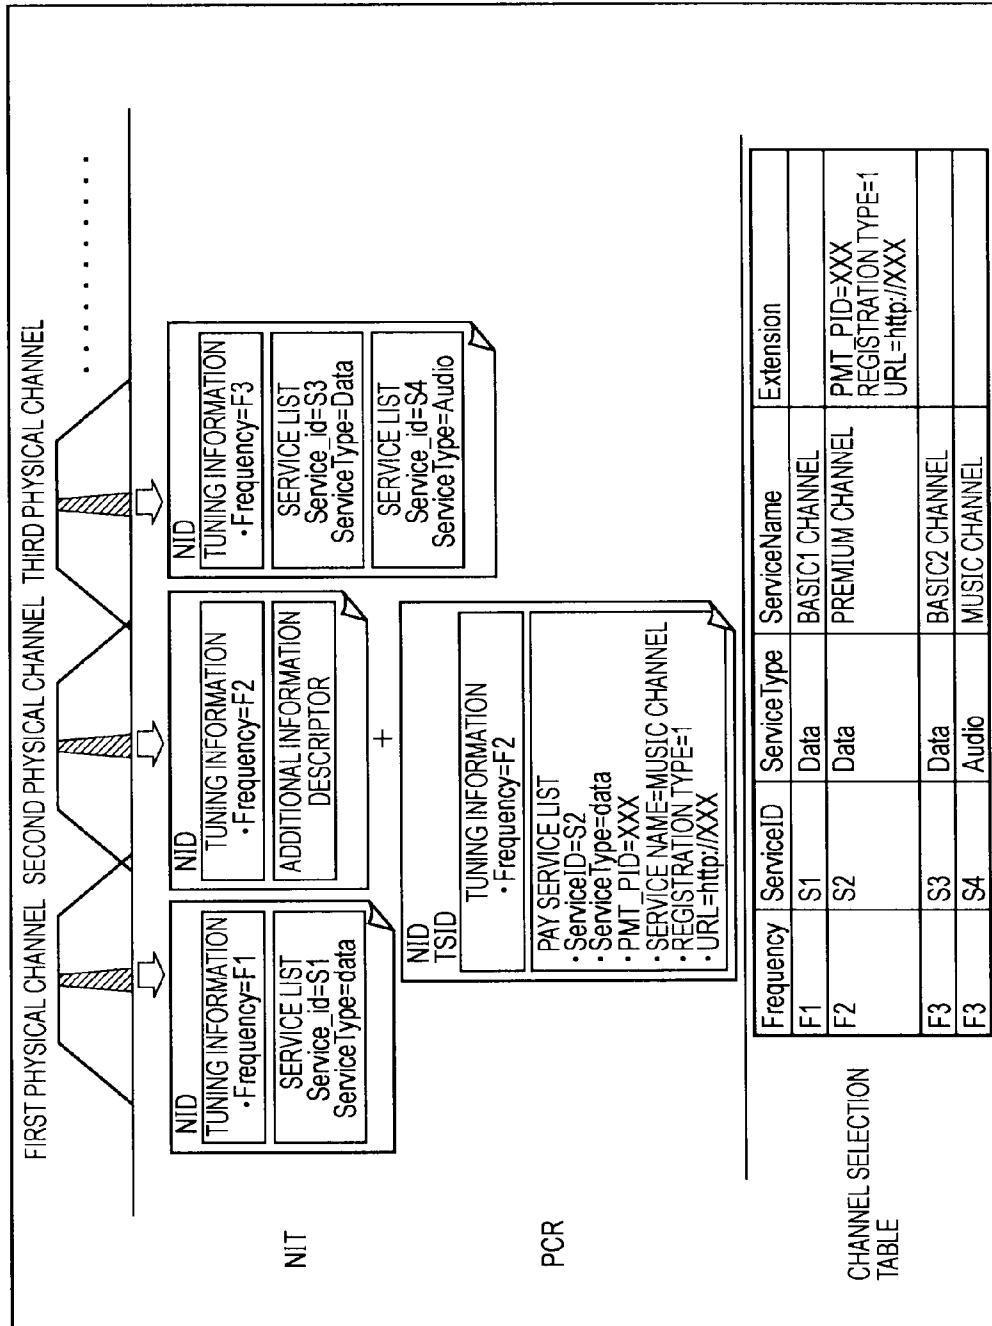 FIRST PHYSICAL CHANNEL SECOND PHYSICAL CHANNEL THIRD PHYSICAL CHANNEL
NIT
NID
TUNING INFORMATION
・Frequency=F1
SERVICE LIST
Service_id=S1
ServiceType=data
NID
TUNING INFORMATION
・Frequency=F2
ADDITIONAL INFORMATION
DESCRIPTOR
+
NID
TUNING INFORMATION
・Frequency=F3
SERVICE LIST
Service_id=S3
ServiceType=Data
SERVICE LIST
Service_id=S4
ServiceType=Audio
PCR
NID
TSID
TUNING INFORMATION
・Frequency=F2
PAY SERVICE LIST
・ServiceID=S2
・ServiceType=data
・PMT_PID=XXX
・SERVICE NAME=MUSIC CHANNEL
・REGISTRATION TYPE=1
・URL=http://XXX
CHANNEL SELECTION
TABLE
Frequency ServiceID ServiceType ServiceName Extension
F1 S1 Data BASIC1 CHANNEL
F2 S2 Data PREMIUM CHANNEL PMT_PID=XXX
REGISTRATION TYPE=1
URL=http://XXX
F3 S3 Data BASIC2 CHANNEL
F3 S4 Audio MUSIC CHANNEL